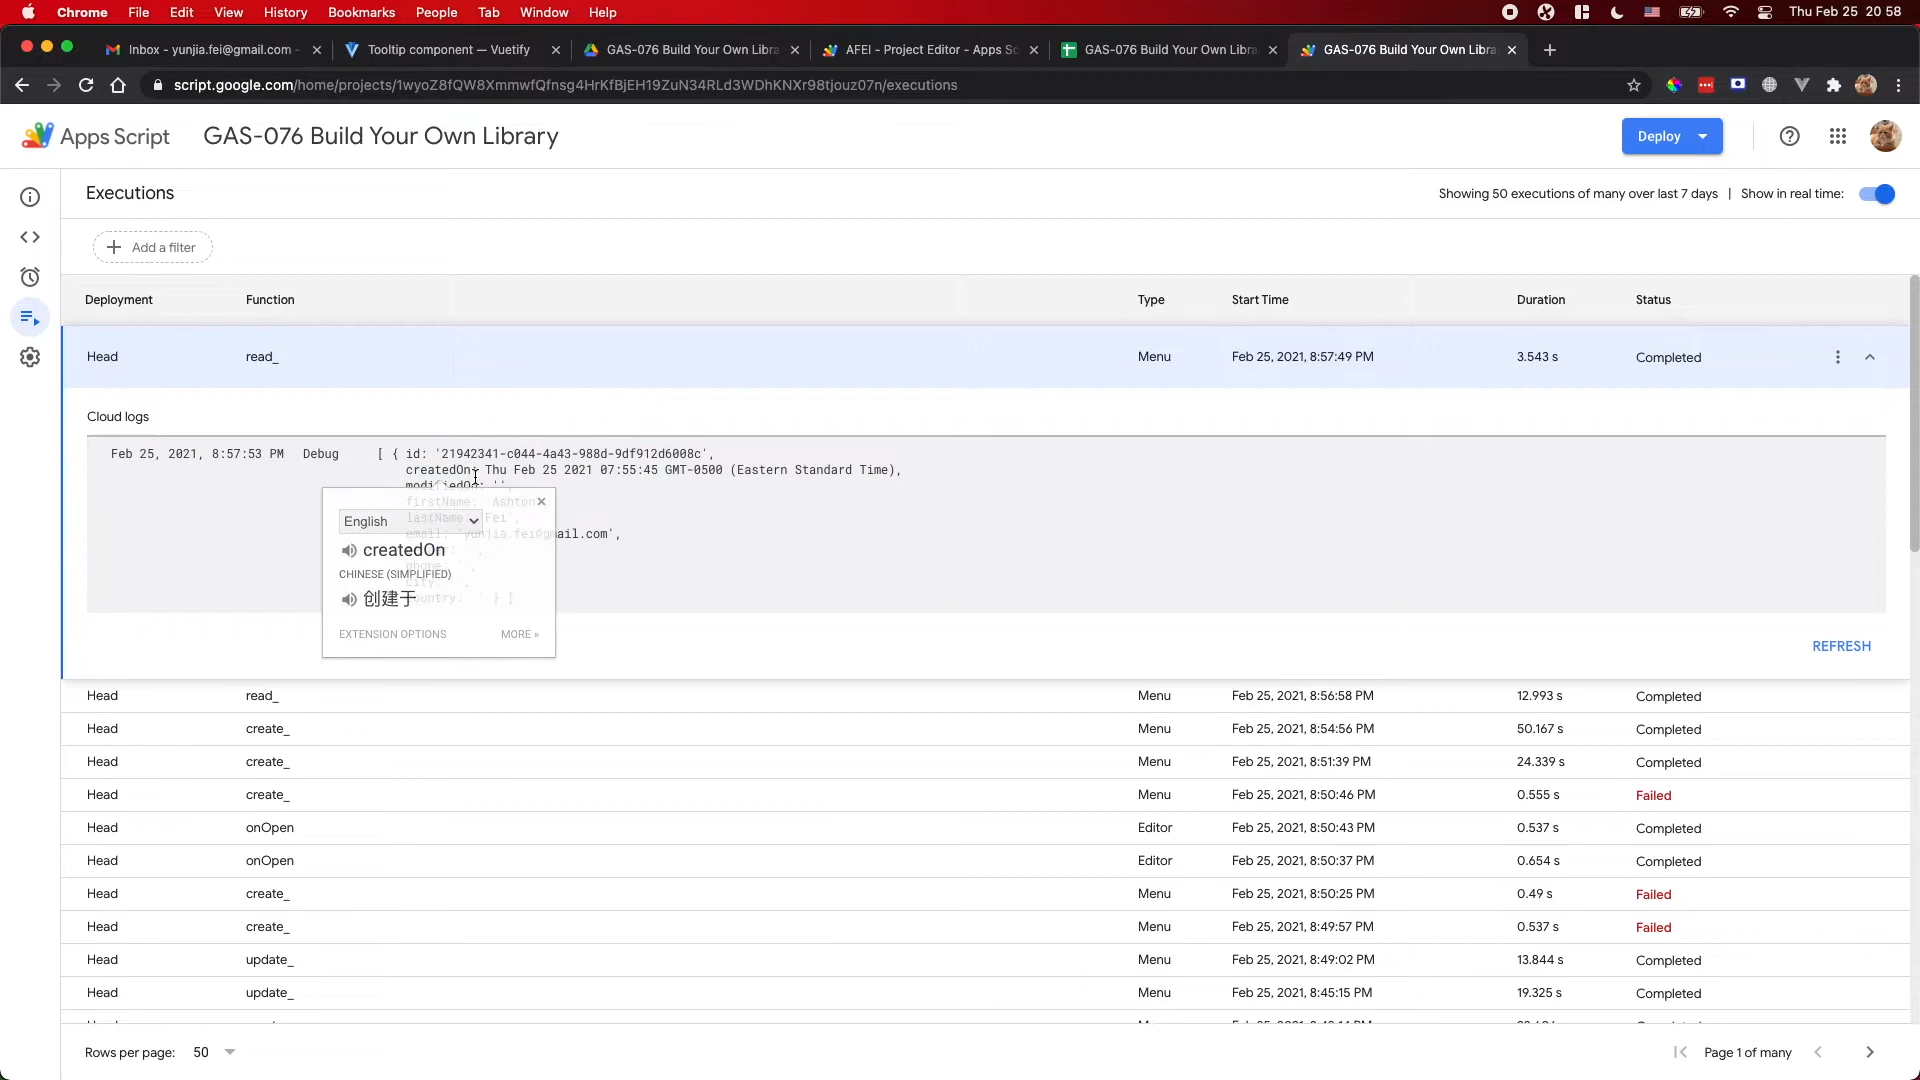 Chrome File Edit View History Bookmarks People Tab Window Help Thu Feb 25 20 58
Inbox - yunjia.fei@gmail.com - Tooltip component — Vuetify GAS-076 Build Your Own Libra AFEI - Project Editor - Apps Sc GAS-076 Build Your Own Libra GAS-076 Build Your Own Libra
script.google.com/home/projects/1wyoZ8fQW8XmmwfQfnsg4HrKfBjEH19ZuN34RLd3WDhKNXr98tjouz07n/executions
Apps Script GAS-076 Build Your Own Library Deploy
Executions Showing 50 executions of many over last 7 days | Show in real time:
Add a filter
Deployment Function Type Start Time Duration Status
Head read_ Menu Feb 25, 2021, 8:57:49 PM 3.543 s Completed
Cloud logs
Feb 25, 2021, 8:57:53 PM Debug [ { id: '21942341-c044-4a43-988d-9df912d6008c',
createdOn: Thu Feb 25 2021 07:55:45 GMT-0500 (Eastern Standard Time),
modifiedOn: '',
firstName: 'Ashton
lastName: 'Fei',
English
email: 'yunjia.fei@gmail.com',
createdOn
phone: '',
CHINESE (SIMPLIFIED)
city: '',
创建于
country: '' } ]
EXTENSION OPTIONS MORE »
REFRESH
Head read_ Menu Feb 25, 2021, 8:56:58 PM 12.993 s Completed
Head create_ Menu Feb 25, 2021, 8:54:56 PM 50.167 s Completed
Head create_ Menu Feb 25, 2021, 8:51:39 PM 24.339 s Completed
Head create_ Menu Feb 25, 2021, 8:50:46 PM 0.555 s Failed
Head onOpen Editor Feb 25, 2021, 8:50:43 PM 0.537 s Completed
Head onOpen Editor Feb 25, 2021, 8:50:37 PM 0.654 s Completed
Head create_ Menu Feb 25, 2021, 8:50:25 PM 0.49 s Failed
Head create_ Menu Feb 25, 2021, 8:49:57 PM 0.537 s Failed
Head update_ Menu Feb 25, 2021, 8:49:02 PM 13.844 s Completed
Head update_ Menu Feb 25, 2021, 8:45:15 PM 19.325 s Completed
Rows per page: 50 Page 1 of many